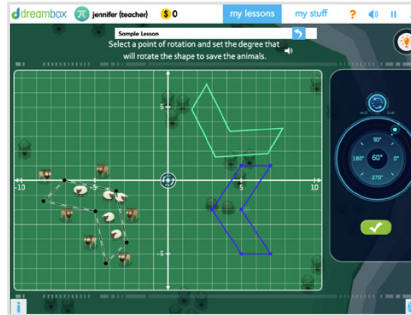 dreambox jennifer (teacher) $ 0 my lessons my stuff ?
Sample Lesson
Select a point of rotation and set the degree that
will rotate the shape to save the animals.
5
-10 -5 5 10
-5
90°
180° 60° 0°
270°
i